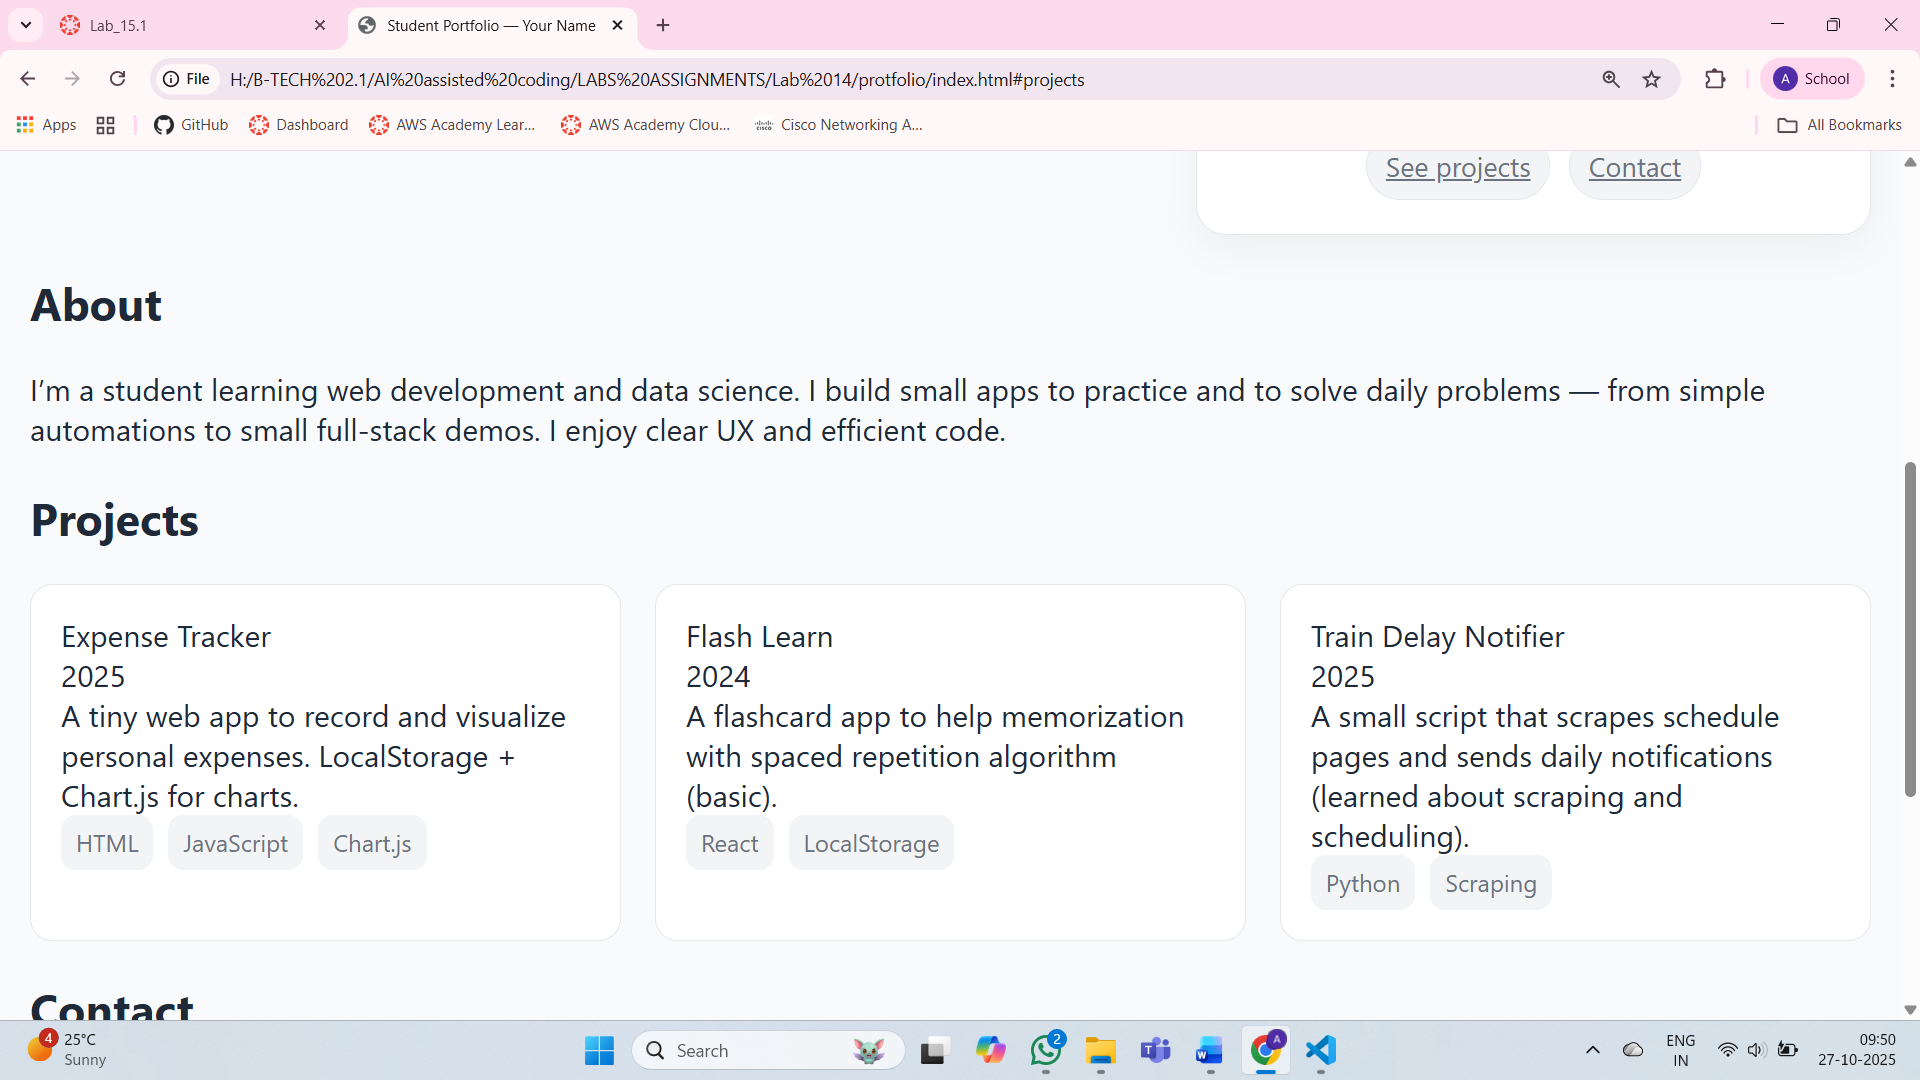 Lab_15.1
Student Portfolio — Your Name
File
H:/B-TECH%202.1/AI%20assisted%20coding/LABS%20ASSIGNMENTS/Lab%2014/protfolio/index.html#projects
A
School
Apps
GitHub
Dashboard
AWS Academy Lear...
AWS Academy Clou...
Cisco Networking A...
All Bookmarks
See projects
Contact
About
I’m a student learning web development and data science. I build small apps to practice and to solve daily problems — from simple
automations to small full-stack demos. I enjoy clear UX and efficient code.
Projects
Expense Tracker
2025
A tiny web app to record and visualize
personal expenses. LocalStorage +
Chart.js for charts.
HTML
JavaScript
Chart.js
Flash Learn
2024
A flashcard app to help memorization
with spaced repetition algorithm
(basic).
React
LocalStorage
Train Delay Notifier
2025
A small script that scrapes schedule
pages and sends daily notifications
(learned about scraping and
scheduling).
Python
Scraping
Contact
4
25°C
Sunny
Search
2
A
ENG
IN
09:50
27-10-2025